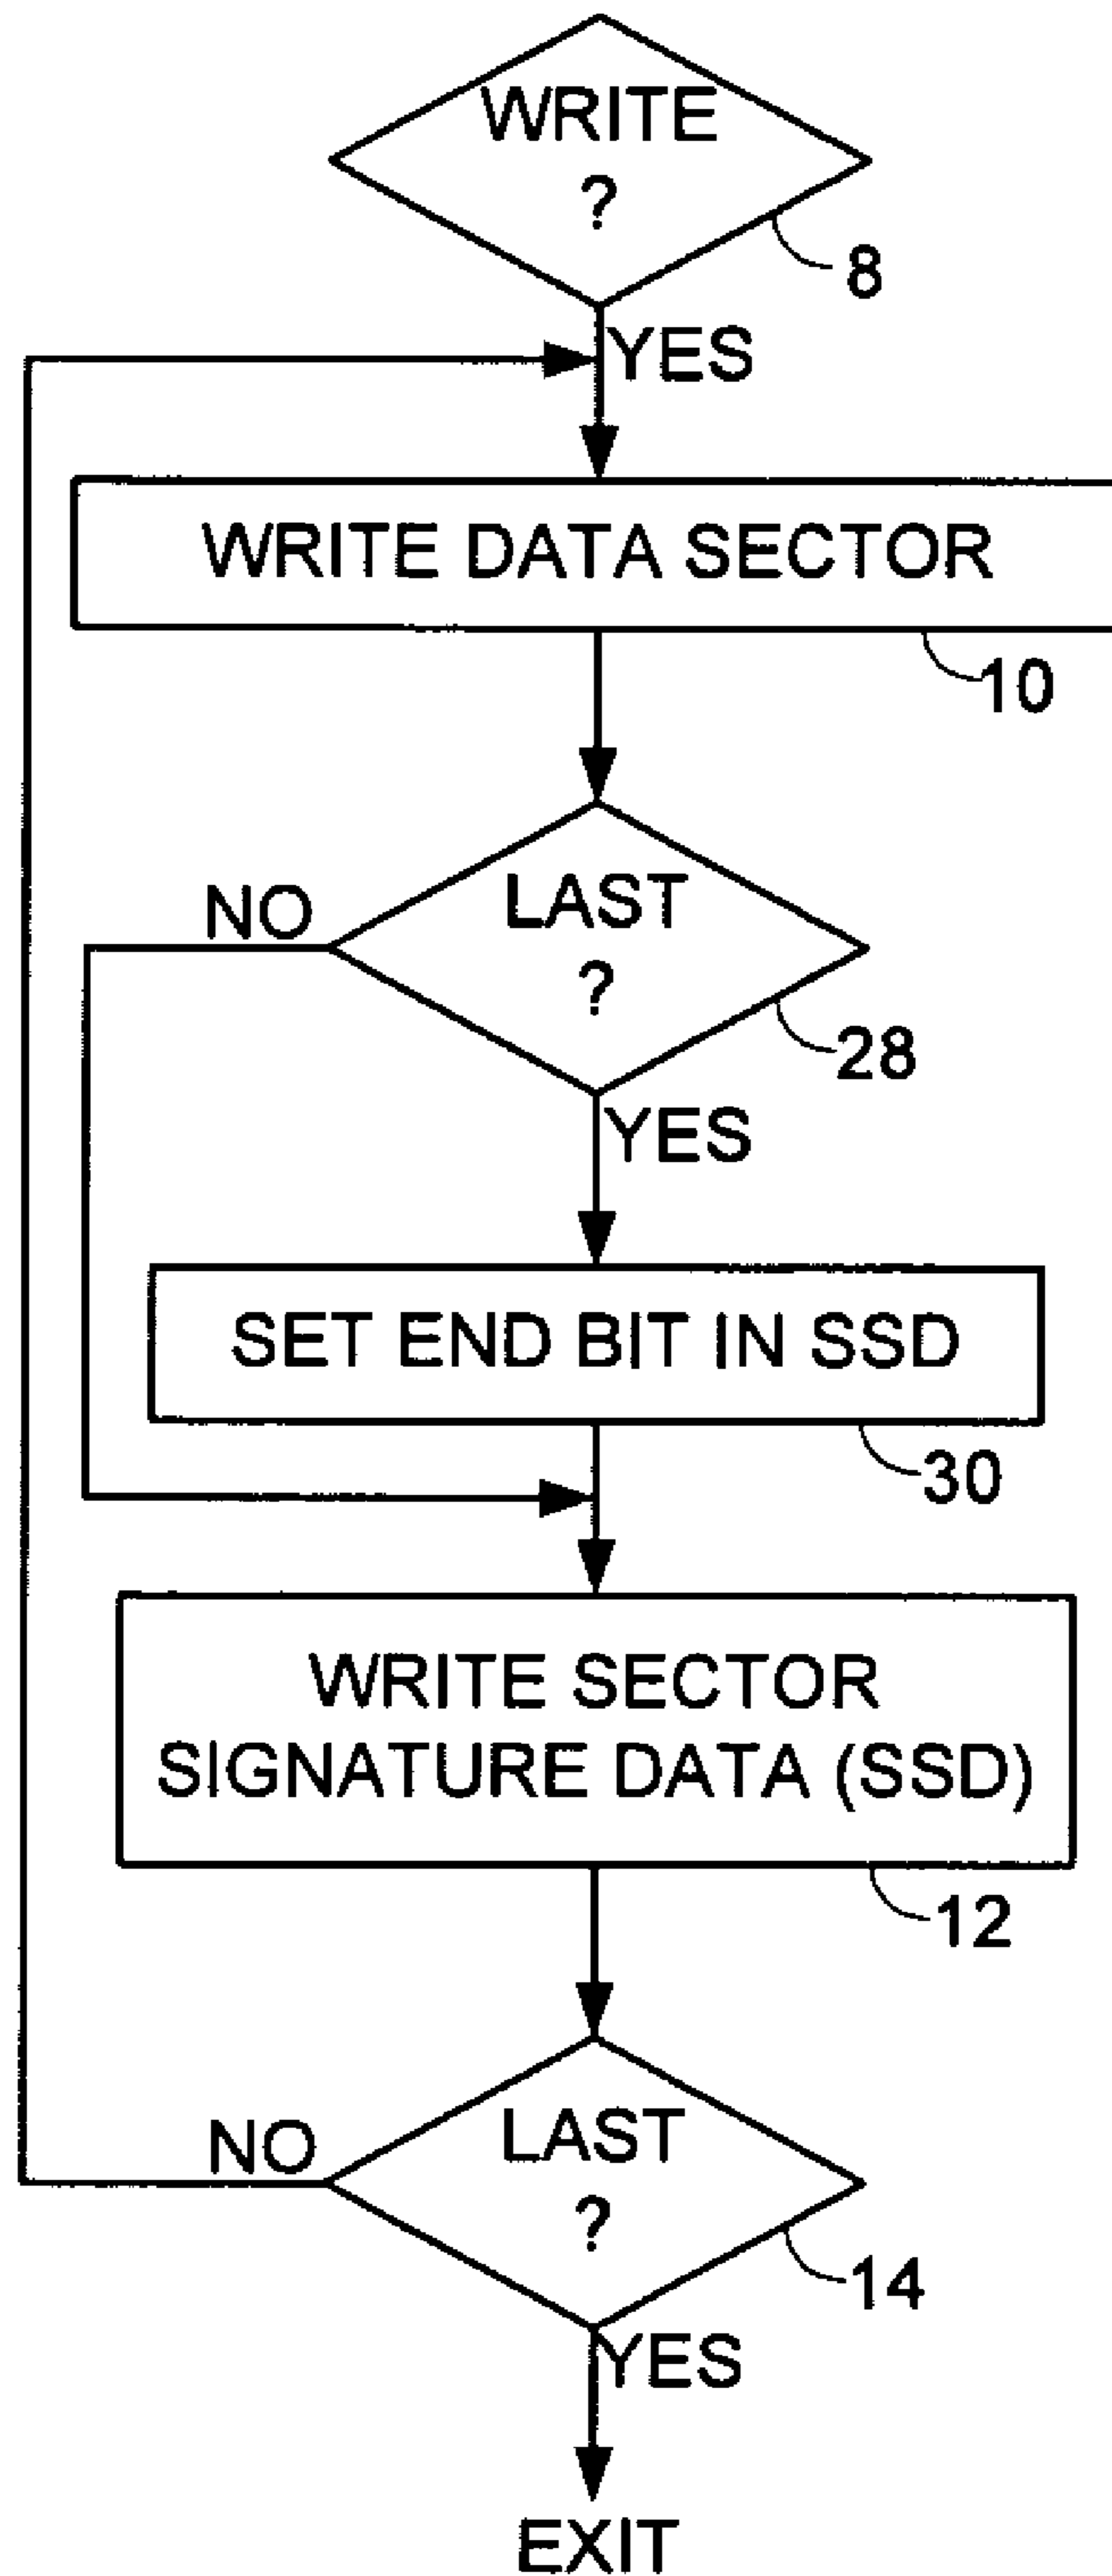 WRITE
?
8
YES
WRITE DATA SECTOR
10
LAST
?
NO
28
YES
SET END BIT IN SSD
30
WRITE SECTOR
SIGNATURE DATA (SSD)
12
LAST
?
NO
14
YES
EXIT